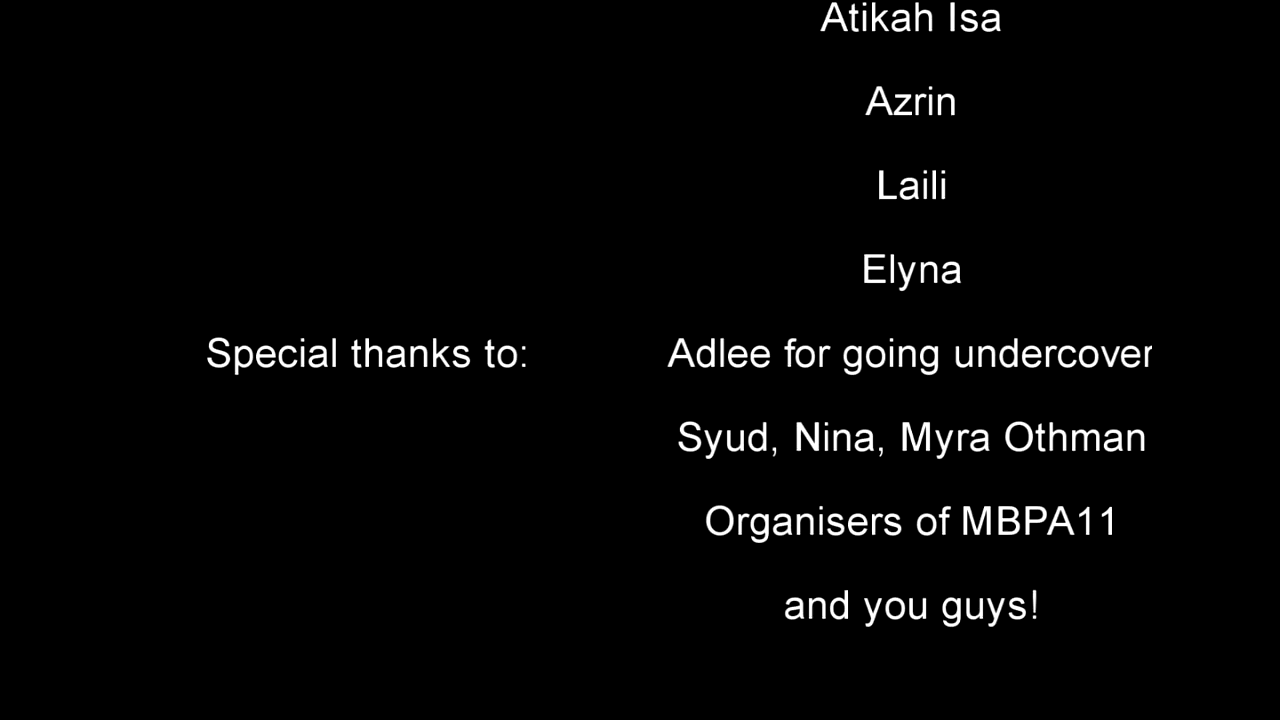 Atikah Isa
Azrin
Laili
Elyna
Special thanks to: Adlee for going undercover
Syud, Nina, Myra Othman
Organisers of MBPA11
and you guys!